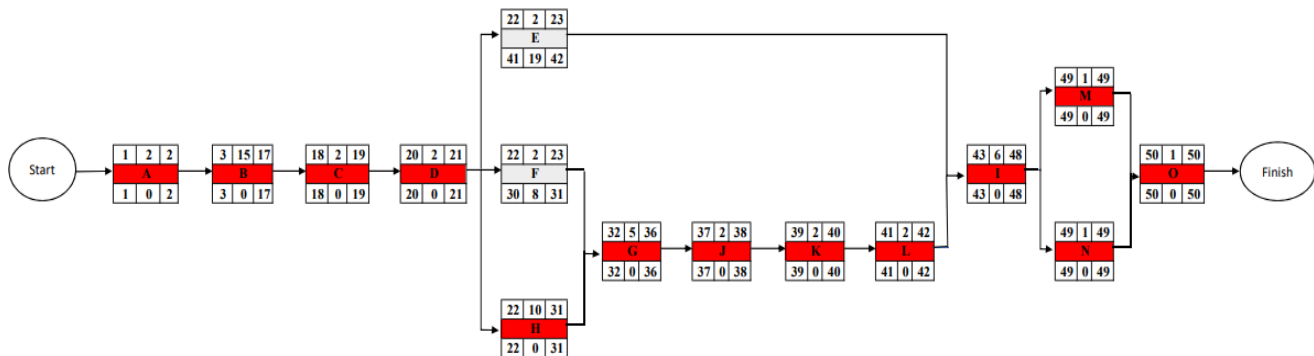 Start
1 2 2
A
1 0 2
3 15 17
B
3 0 17
18 2 19
C
18 0 19
20 2 21
D
20 0 21
22 2 23
E
41 19 42
22 2 23
F
30 8 31
22 10 31
H
22 0 31
32 5 36
G
32 0 36
37 2 38
J
37 0 38
39 2 40
K
39 0 40
41 2 42
L
41 0 42
43 6 48
I
43 0 48
49 1 49
M
49 0 49
49 1 49
N
49 0 49
50 1 50
O
50 0 50
Finish